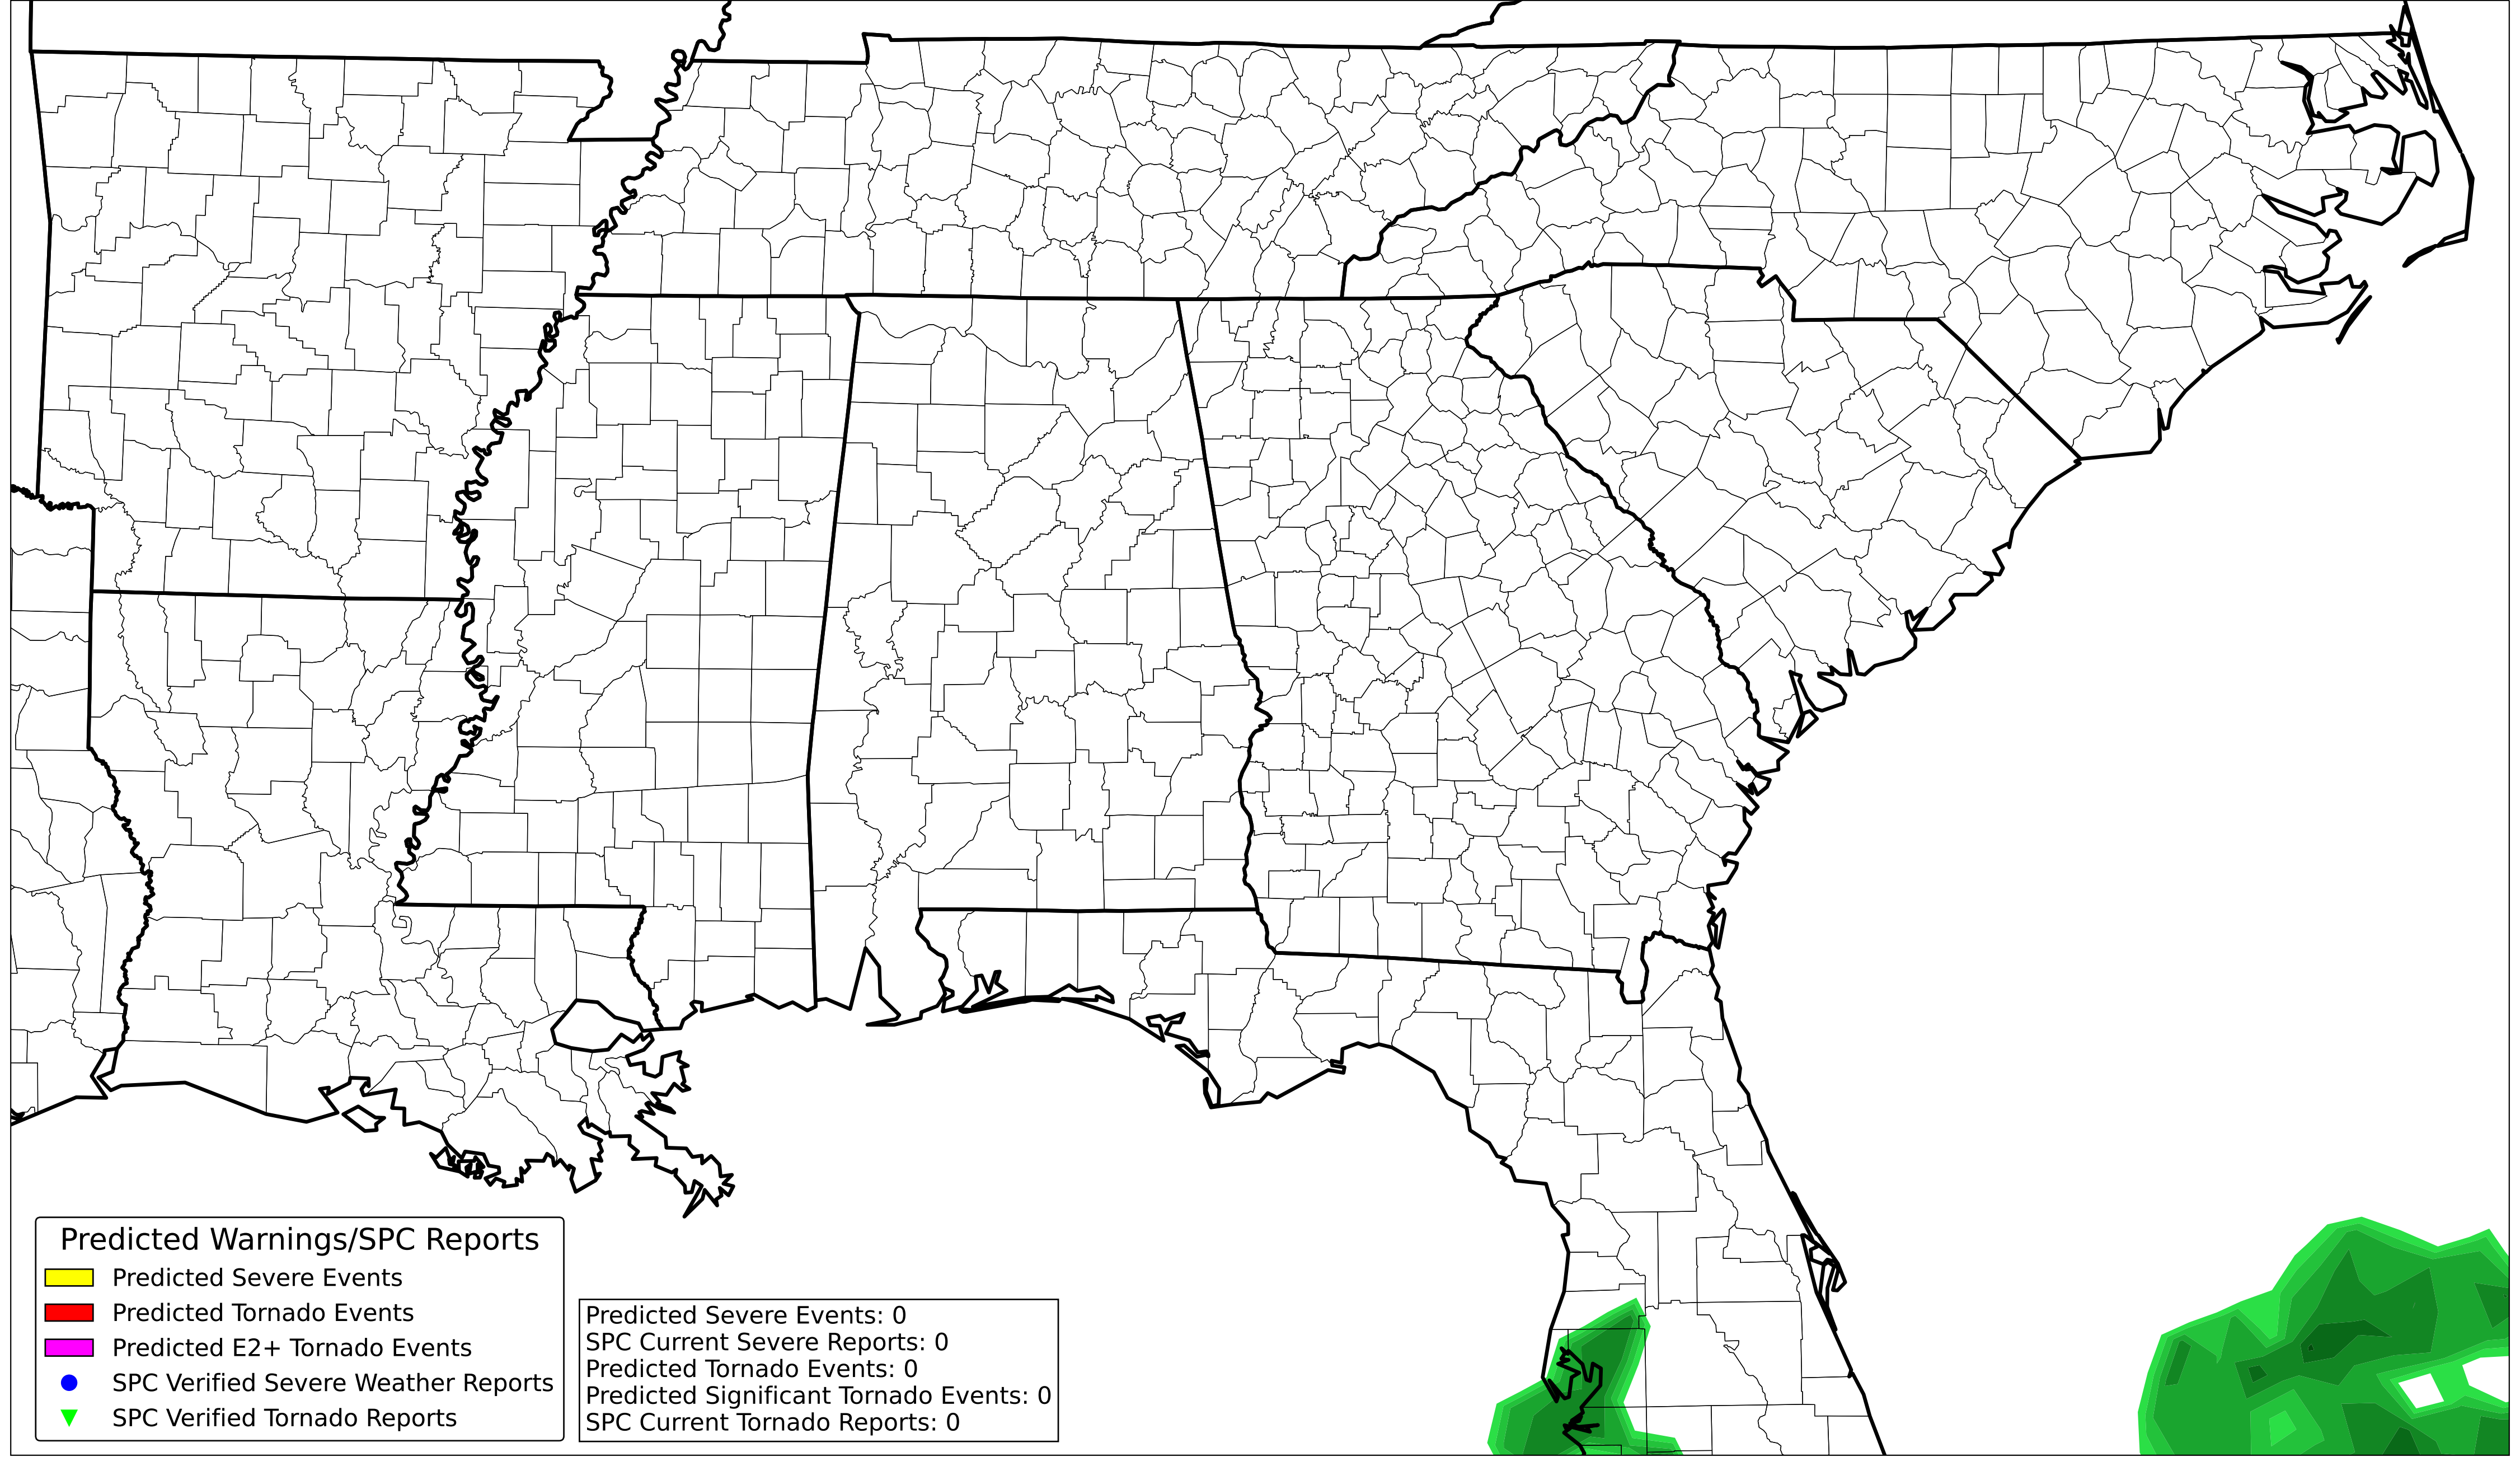 Predicted Warnings/SPC Reports
Predicted Severe Events
Predicted Tornado Events
Predicted E2+ Tornado Events
SPC Verified Severe Weather Reports
SPC Verified Tornado Reports
Predicted Severe Events: 0
SPC Current Severe Reports: 0
Predicted Tornado Events: 0
Predicted Significant Tornado Events: 0
SPC Current Tornado Reports: 0